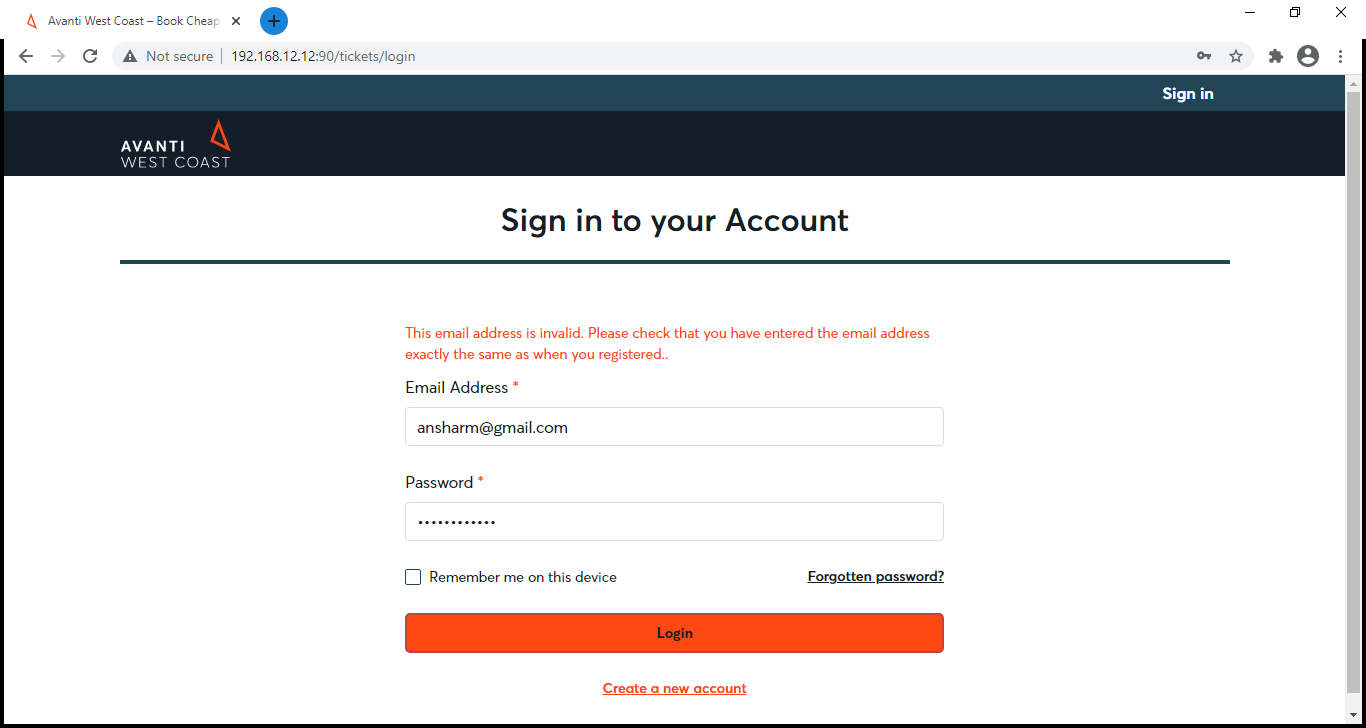 Avanti West Coast – Book Cheap
Not secure
192.168.12.12:90/tickets/login
Sign in
AVANTI
WEST COAST
Sign in to your Account
This email address is invalid. Please check that you have entered the email address
exactly the same as when you registered..
Email Address *
ansharm@gmail.com
Password *
••••••••••••
Remember me on this device
Forgotten password?
Login
Create a new account